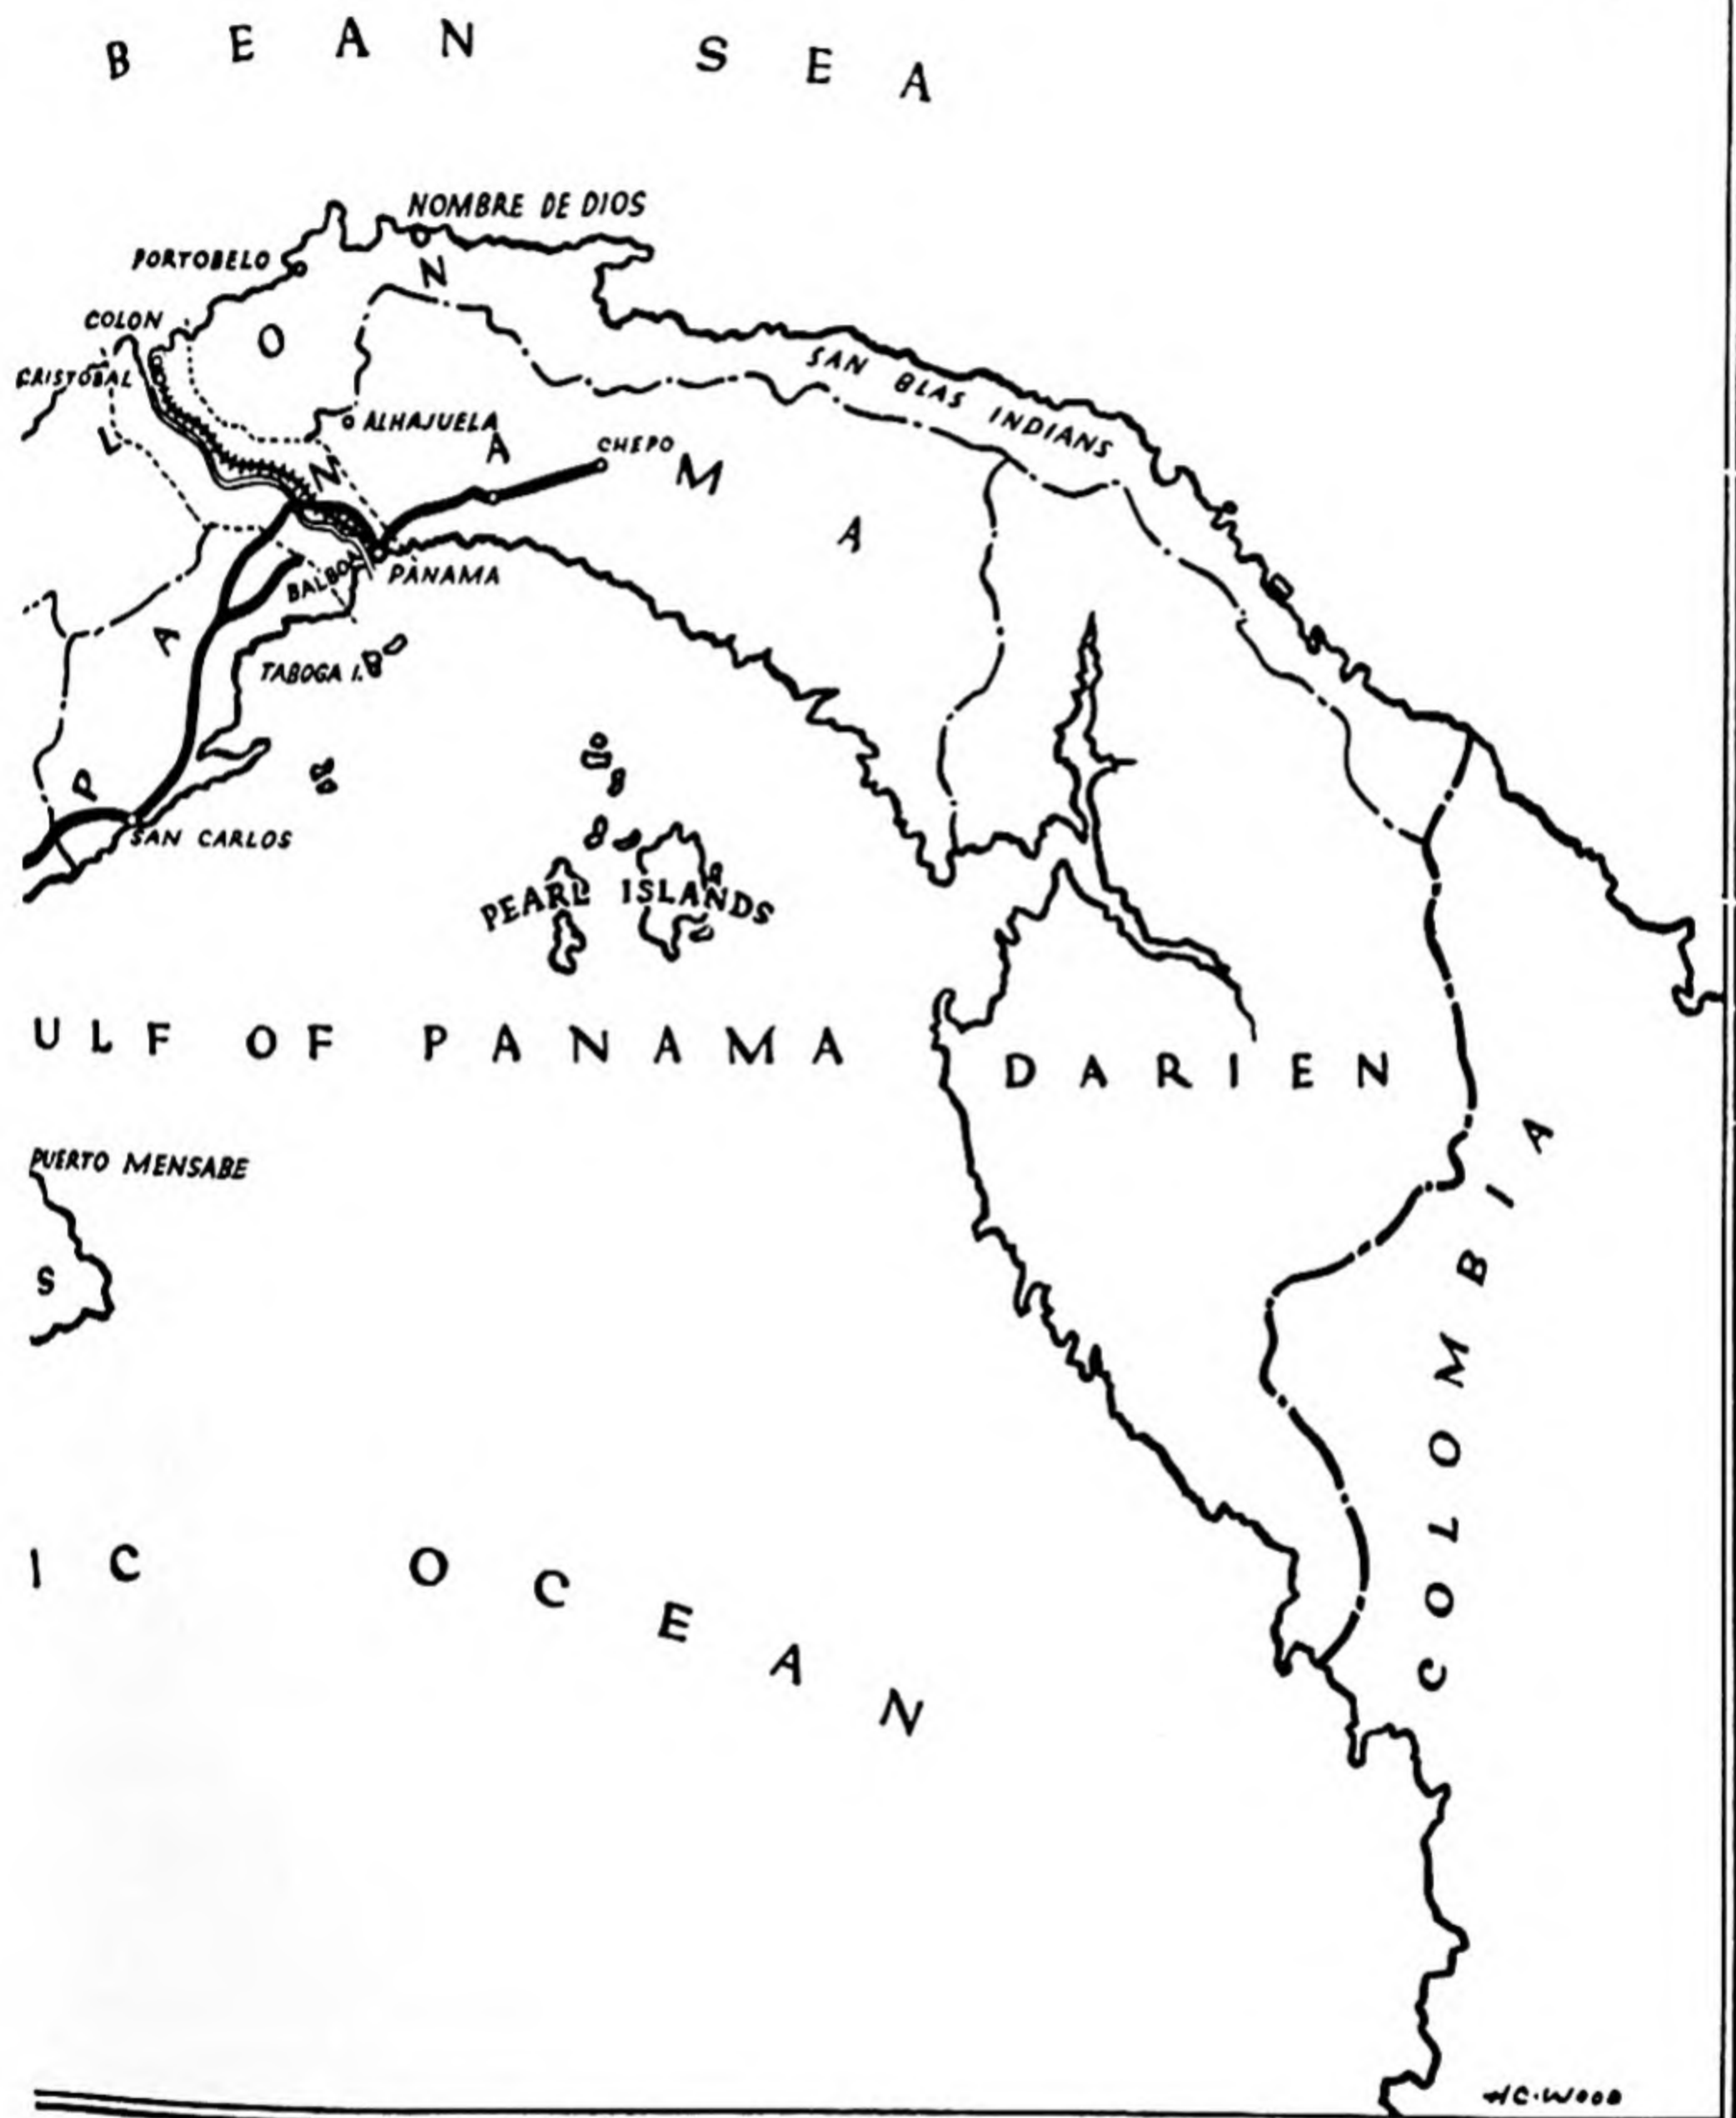 BEAN SEA
NOMBRE DE DIOS
PORTOBELO
COLON
CRISTOBAL
COLON
SAN BLAS INDIANS
ALHAJUELA
CHEPO
PANAMA
BALBOA
PANAMA
TABOGA I.
SAN CARLOS
PEARL ISLANDS
ULF OF PANAMA
DARIEN
PUERTO MENSABE
S
COLOMBIA
IC OCEAN
H.C.WOOD